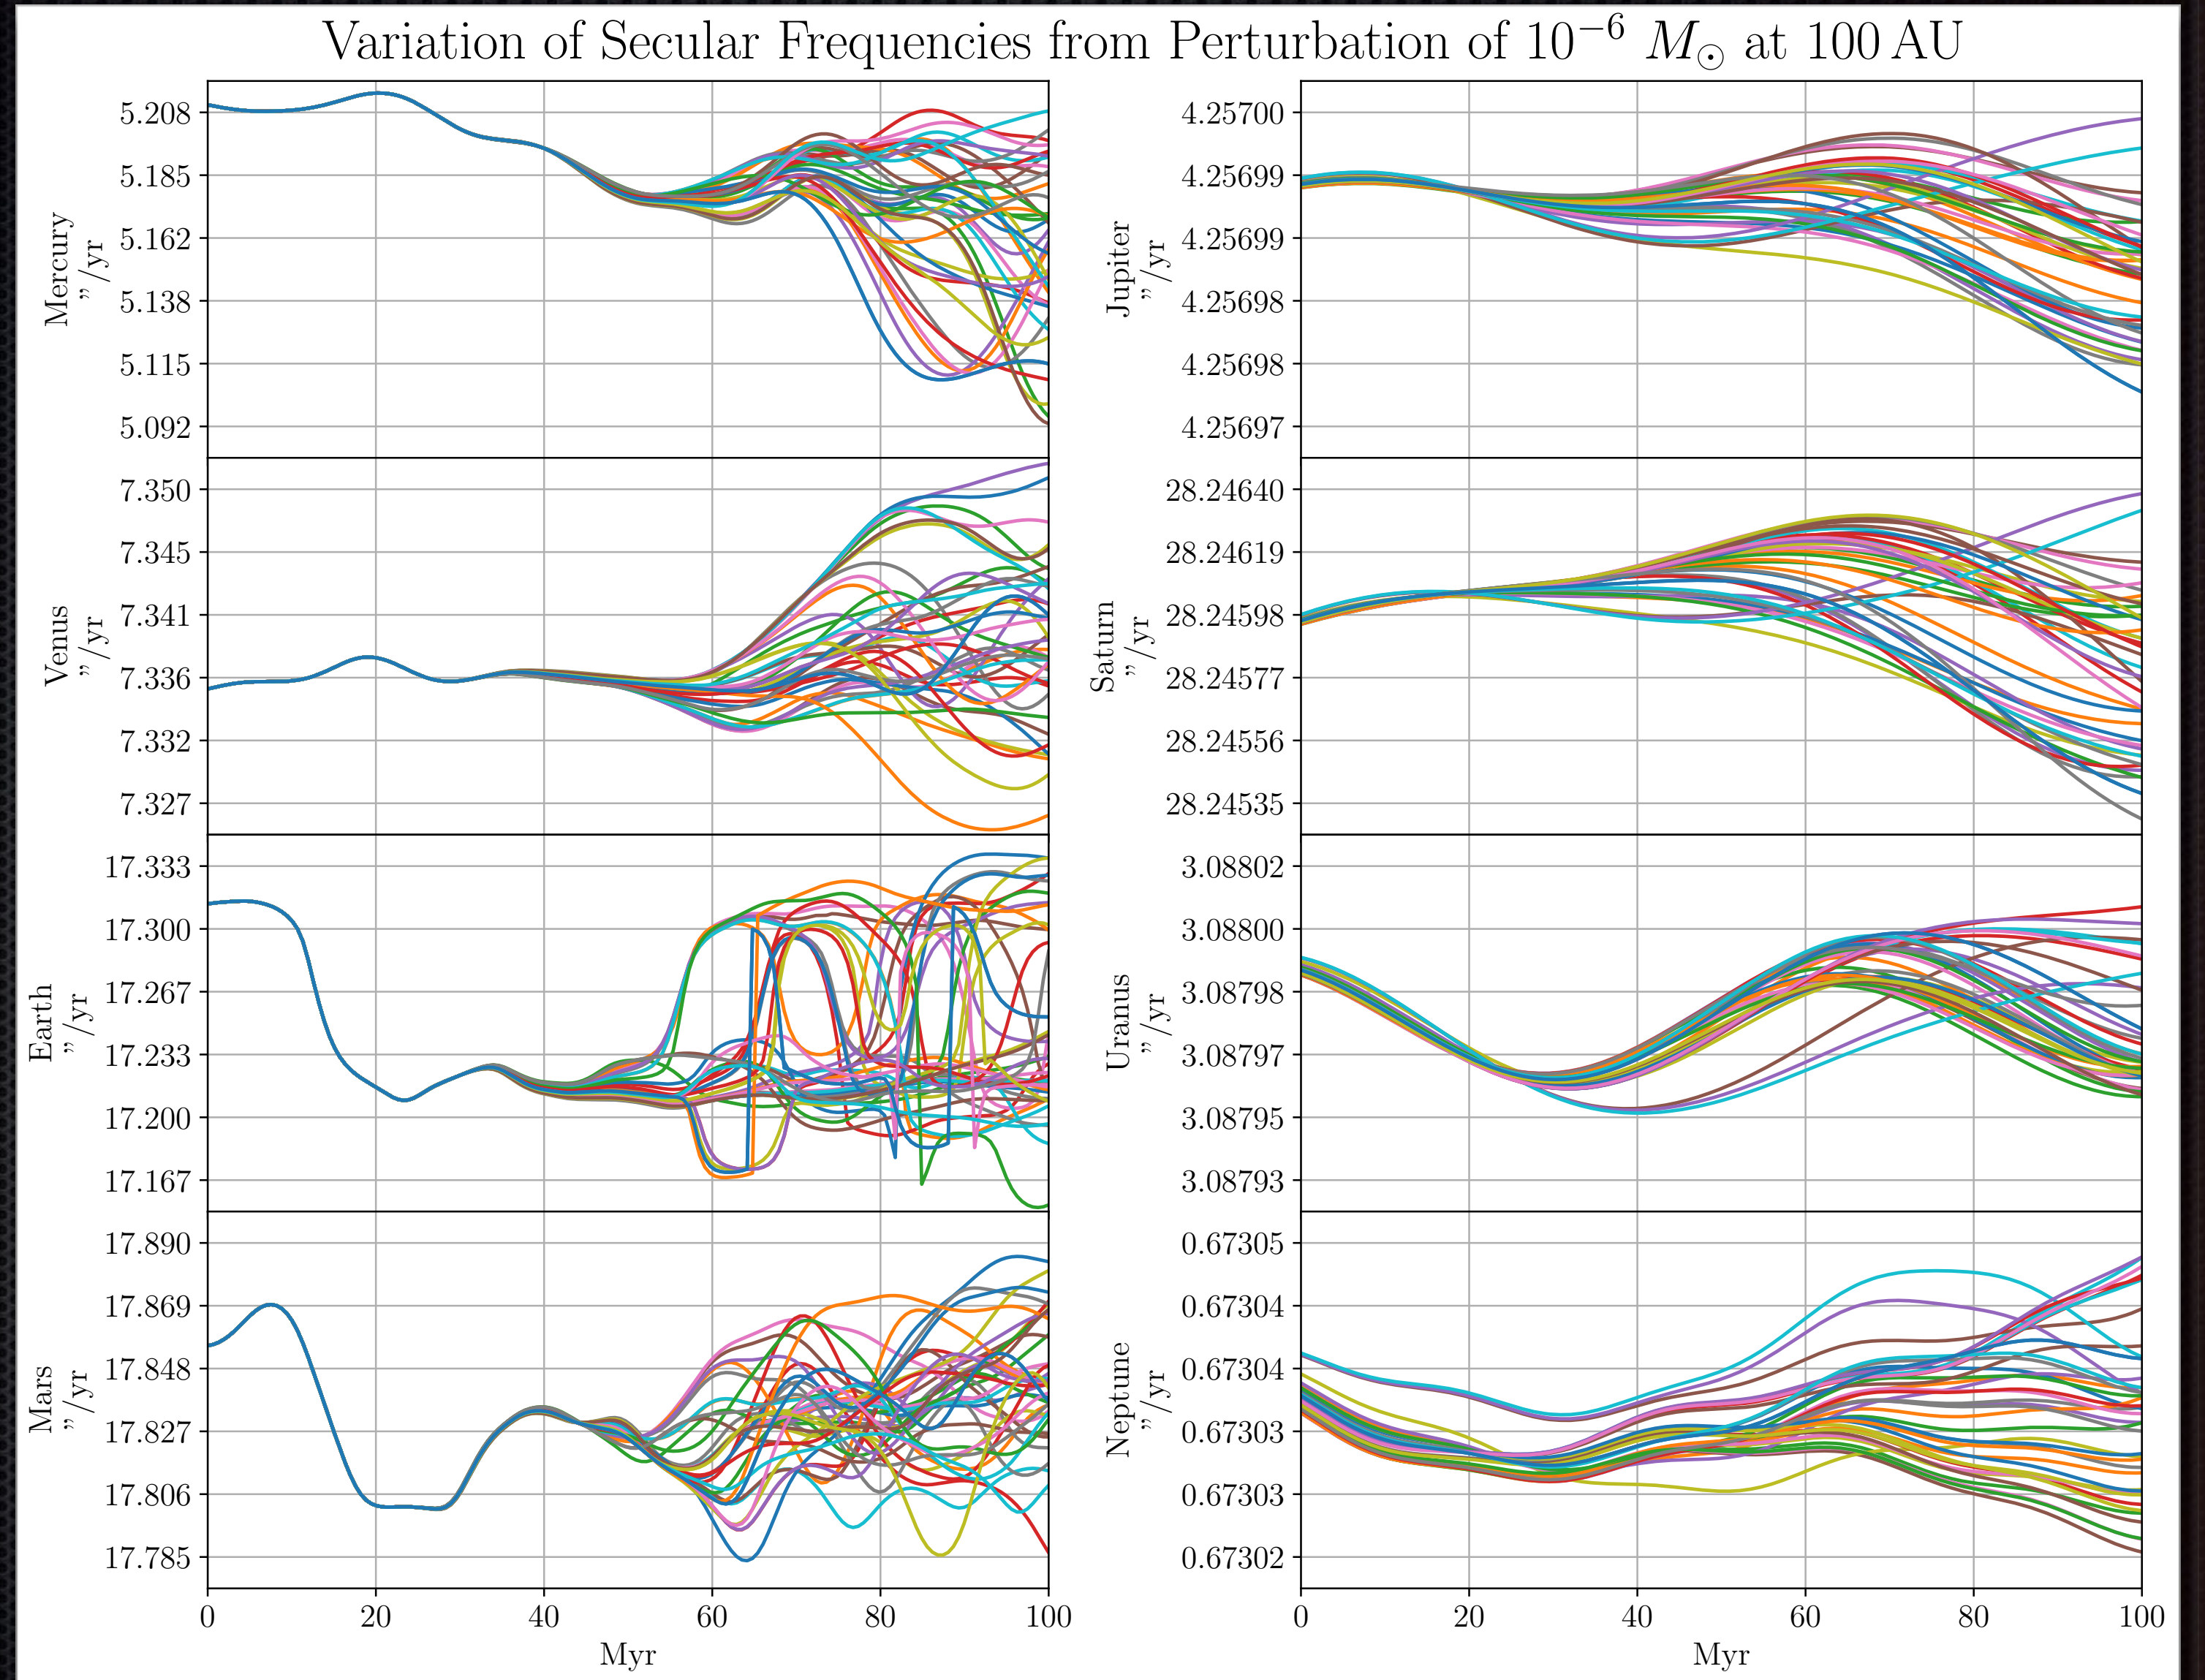 Variation of Secular Frequencies from Perturbation of 10⁻⁶ M☉ at 100 AU
Mercury
"/yr
5.208
5.185
5.162
5.138
5.115
5.092
Venus
"/yr
7.350
7.345
7.341
7.336
7.332
7.327
Earth
"/yr
17.333
17.300
17.267
17.233
17.200
17.167
Mars
"/yr
17.890
17.869
17.848
17.827
17.806
17.785
0 20 40 60 80 100
Myr
Jupiter
"/yr
4.25700
4.25699
4.25699
4.25698
4.25698
4.25697
Saturn
"/yr
28.24640
28.24619
28.24598
28.24577
28.24556
28.24535
Uranus
"/yr
3.08802
3.08800
3.08798
3.08797
3.08795
3.08793
Neptune
"/yr
0.67305
0.67304
0.67304
0.67303
0.67303
0.67302
0 20 40 60 80 100
Myr